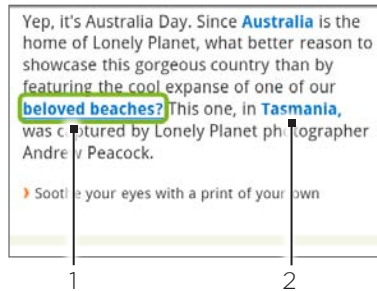 Yep, it's Australia Day. Since Australia is the
home of Lonely Planet, what better reason to
showcase this gorgeous country than by
featuring the cool expanse of one of our
beloved beaches? This one, in Tasmania,
was captured by Lonely Planet photographer
Andrew Peacock.
› Soothe your eyes with a print of your own
1 2